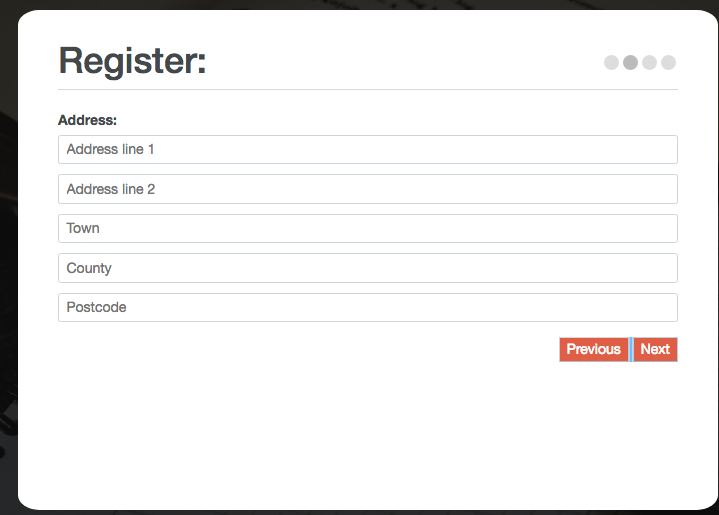 Register:
Address:
Address line 1
Address line 2
Town
County
Postcode
Previous Next